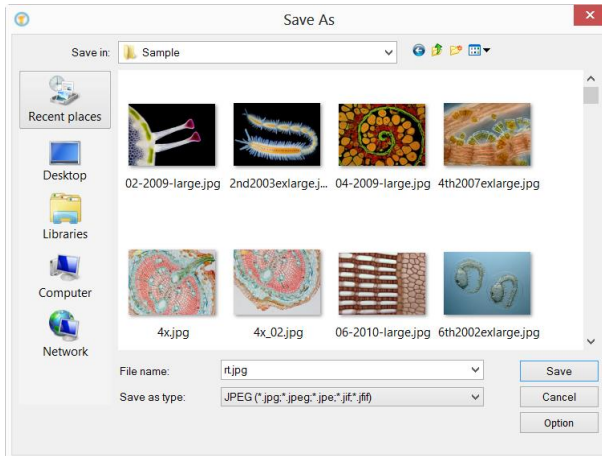 Save As
Save in:
Sample
Recent places
Desktop
Libraries
Computer
Network
02-2009-large.jpg 2nd2003exlarge.j... 04-2009-large.jpg 4th2007exlarge.jpg
4x.jpg 4x_02.jpg 06-2010-large.jpg 6th2002exlarge.jpg
File name: rt.jpg Save
Save as type: JPEG (*.jpg;*.jpeg;*.jpe;*.jif;*.jfif) Cancel
Option